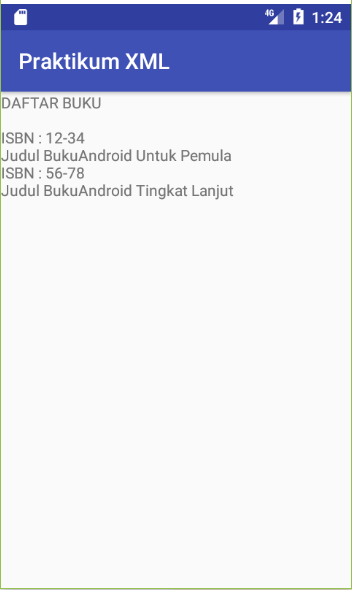 4G 1:24
Praktikum XML
DAFTAR BUKU
ISBN : 12-34
Judul BukuAndroid Untuk Pemula
ISBN : 56-78
Judul BukuAndroid Tingkat Lanjut